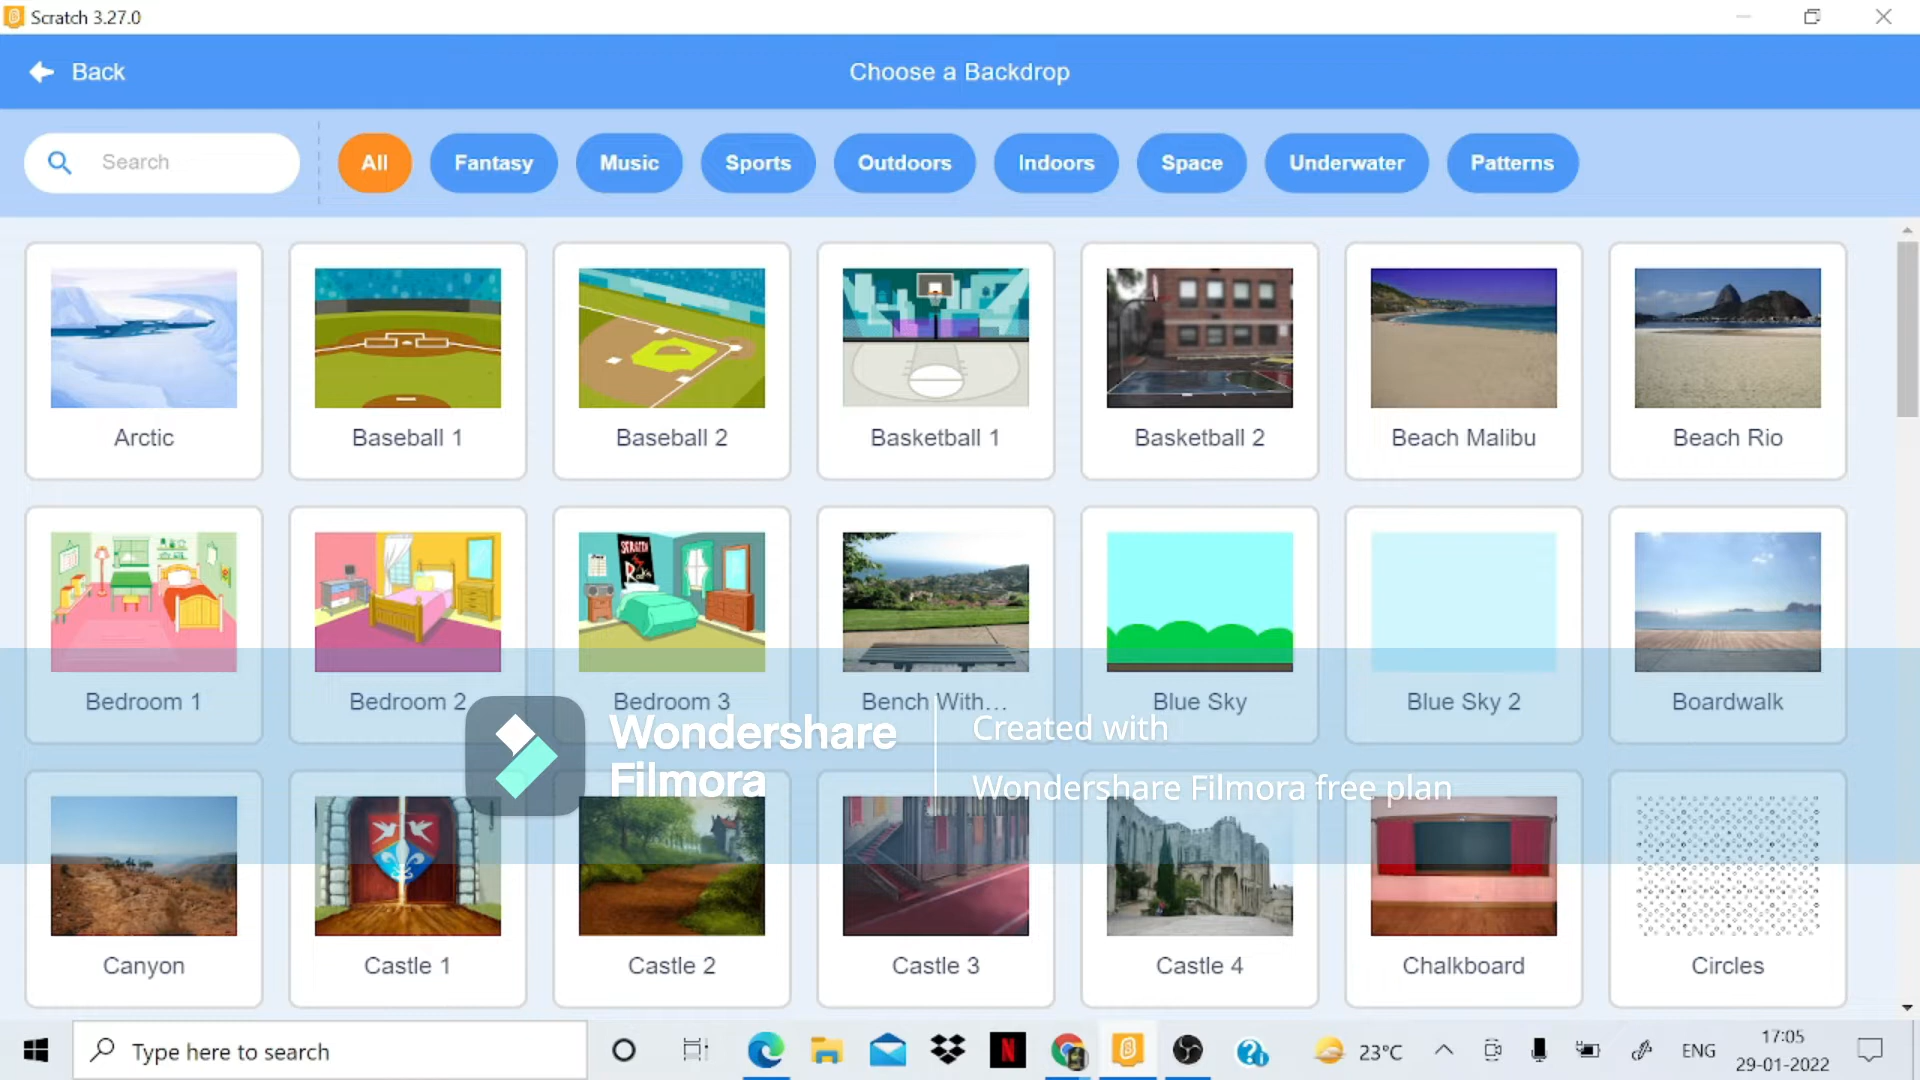 Scratch 3.27.0
Back
Choose a Backdrop
Search
All
Fantasy
Music
Sports
Outdoors
Indoors
Space
Underwater
Patterns
Arctic
Baseball 1
Baseball 2
Basketball 1
Basketball 2
Beach Malibu
Beach Rio
SCRATCH
Rocks
Bedroom 1
Bedroom 2
Bedroom 3
Bench With...
Blue Sky
Blue Sky 2
Boardwalk
Wondershare
Filmora
Created with
Wondershare Filmora free plan
Canyon
Castle 1
Castle 2
Castle 3
Castle 4
Chalkboard
Circles
Type here to search
N
23°C
ENG
17:05
29-01-2022